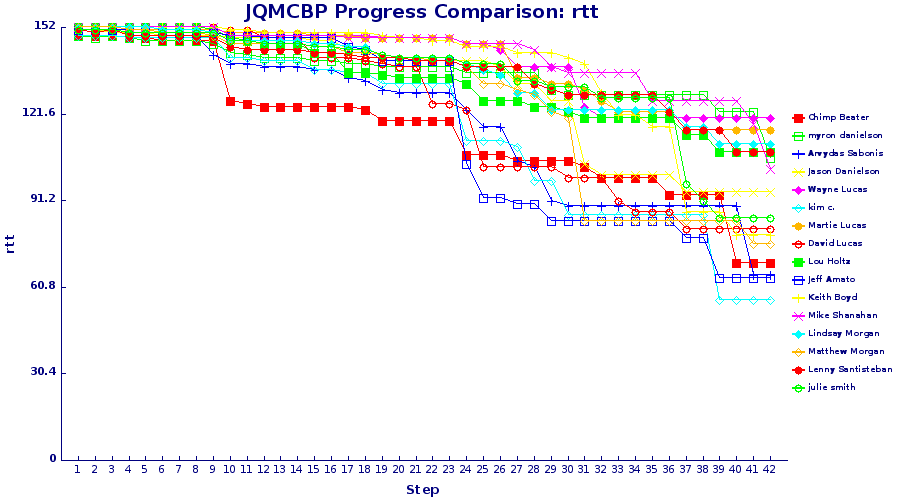 JQMCBP Progress Comparison: rtt
152
121.6
91.2
60.8
30.4
0
rtt
1 2 3 4 5 6 7 8 9 10 11 12 13 14 15 16 17 18 19 20 21 22 23 24 25 26 27 28 29 30 31 32 33 34 35 36 37 38 39 40 41 42
Step
Chimp Beater
myron danielson
Arvydas Sabonis
Jason Danielson
Wayne Lucas
kim c.
Martie Lucas
David Lucas
Lou Holtz
Jeff Amato
Keith Boyd
Mike Shanahan
Lindsay Morgan
Matthew Morgan
Lenny Santisteban
julie smith